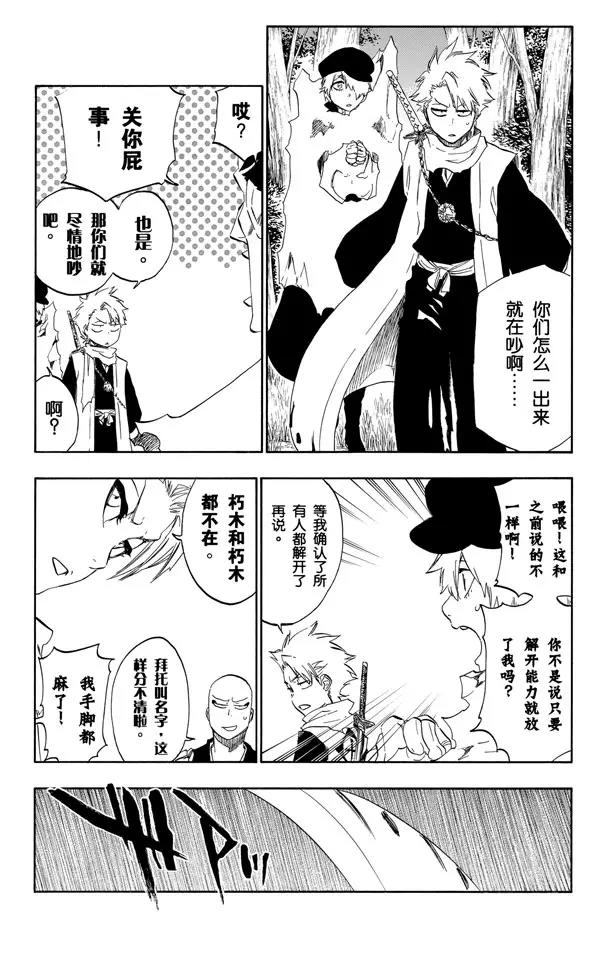 你们怎么一出来
就在吵啊……
哎？
关你屁
事！
也是。
那你们就
尽情地吵
吧。
啊？
喂喂！这和
之前说的不
一样啊！
你不是说只要
解开能力就放
了我吗？
等我确认了所
有人都解开了
再说。
朽木和朽木
都不在。
拜托叫名字，这
样分不清啦。
我手脚都
麻了！